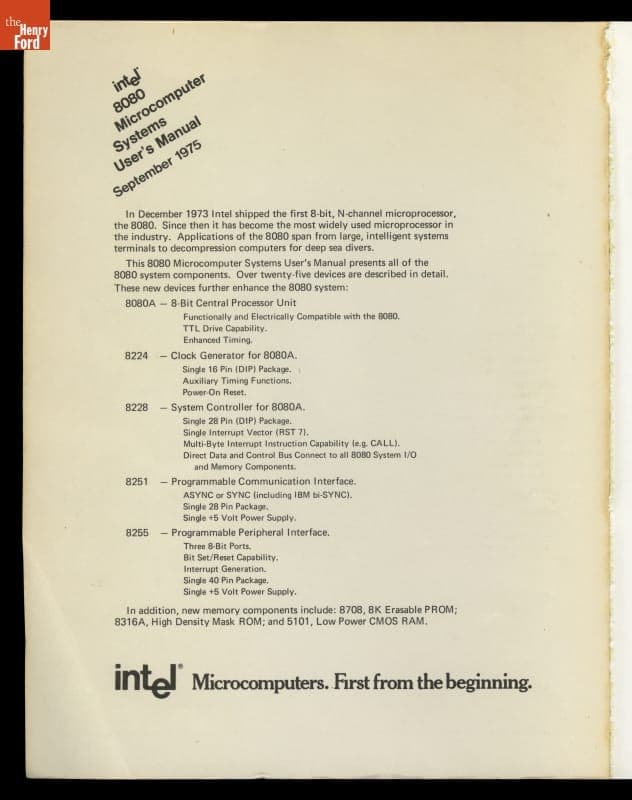 the
Henry
Ford
intel®
8080
Microcomputer
Systems
User's Manual
September 1975
In December 1973 Intel shipped the first 8-bit, N-channel microprocessor,
the 8080. Since then it has become the most widely used microprocessor in
the industry. Applications of the 8080 span from large, intelligent systems
terminals to decompression computers for deep sea divers.
This 8080 Microcomputer Systems User's Manual presents all of the
8080 system components. Over twenty-five devices are described in detail.
These new devices further enhance the 8080 system:
8080A — 8-Bit Central Processor Unit
Functionally and Electrically Compatible with the 8080.
TTL Drive Capability.
Enhanced Timing.
8224 — Clock Generator for 8080A.
Single 16 Pin (DIP) Package.
Auxiliary Timing Functions.
Power-On Reset.
8228 — System Controller for 8080A.
Single 28 Pin (DIP) Package.
Single Interrupt Vector (RST 7).
Multi-Byte Interrupt Instruction Capability (e.g. CALL).
Direct Data and Control Bus Connect to all 8080 System I/O
and Memory Components.
8251 — Programmable Communication Interface.
ASYNC or SYNC (including IBM bi-SYNC).
Single 28 Pin Package.
Single +5 Volt Power Supply.
8255 — Programmable Peripheral Interface.
Three 8-Bit Ports.
Bit Set/Reset Capability.
Interrupt Generation.
Single 40 Pin Package.
Single +5 Volt Power Supply.
In addition, new memory components include: 8708, 8K Erasable PROM;
8316A, High Density Mask ROM; and 5101, Low Power CMOS RAM.
intel® Microcomputers. First from the beginning.